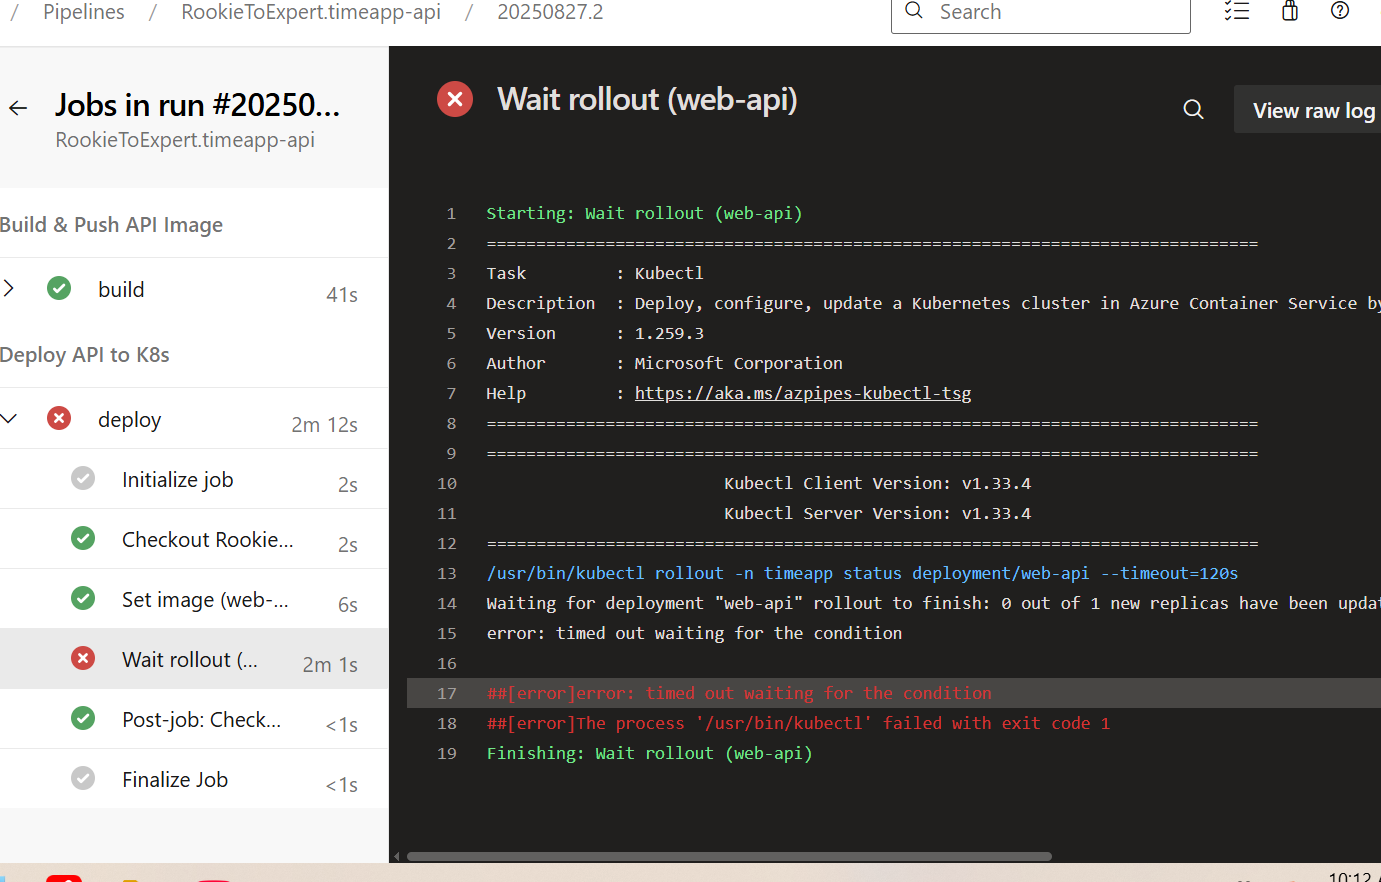 / Pipelines / RookieToExpert.timeapp-api / 20250827.2
Search
Jobs in run #20250...
RookieToExpert.timeapp-api
Build & Push API Image
build 41s
Deploy API to K8s
deploy 2m 12s
Initialize job 2s
Checkout Rookie... 2s
Set image (web-... 6s
Wait rollout (... 2m 1s
Post-job: Check... <1s
Finalize Job <1s
Wait rollout (web-api)
View raw log
1 Starting: Wait rollout (web-api)
2 ==============================================================================
3 Task : Kubectl
4 Description : Deploy, configure, update a Kubernetes cluster in Azure Container Service by
5 Version : 1.259.3
6 Author : Microsoft Corporation
7 Help : https://aka.ms/azpipes-kubectl-tsg
8 ==============================================================================
9 ==============================================================================
10 Kubectl Client Version: v1.33.4
11 Kubectl Server Version: v1.33.4
12 ==============================================================================
13 /usr/bin/kubectl rollout -n timeapp status deployment/web-api --timeout=120s
14 Waiting for deployment "web-api" rollout to finish: 0 out of 1 new replicas have been updat
15 error: timed out waiting for the condition
16
17 ##[error]error: timed out waiting for the condition
18 ##[error]The process '/usr/bin/kubectl' failed with exit code 1
19 Finishing: Wait rollout (web-api)
10:12